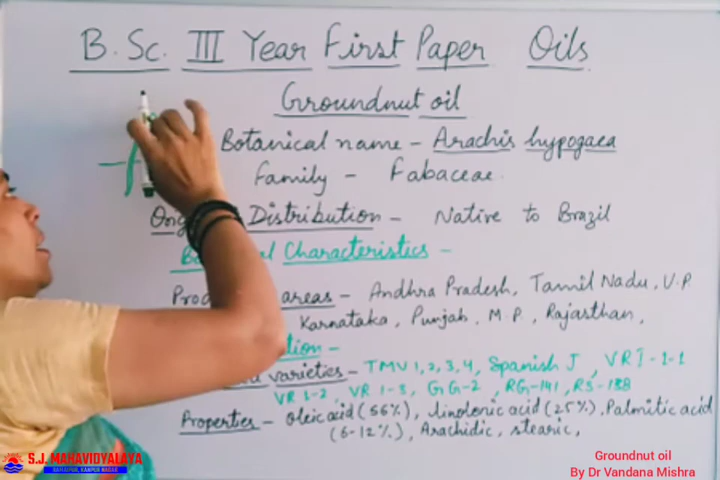 B.Sc. III Year First Paper Oils
Groundnut oil
Botanical name - Arachis hypogaea
Family - Fabaceae.
Distribution - Native to Brazil
Characteristics -
areas - Andhra Pradesh, Tamil Nadu, U.P.
Karnataka, Punjab, M.P., Rajasthan,
varieties - TMV 1,2,3,4, Spanish J, VRI-1-1
VR 1-2, VR 1-3, GG-2, RG-141, RS-138
Properties - oleic acid (56%), linolenic acid (25%), Palmitic acid
(6-12%), Arachidic, stearic,
S.J. MAHAVIDYALAYA
Groundnut oil
By Dr Vandana Mishra